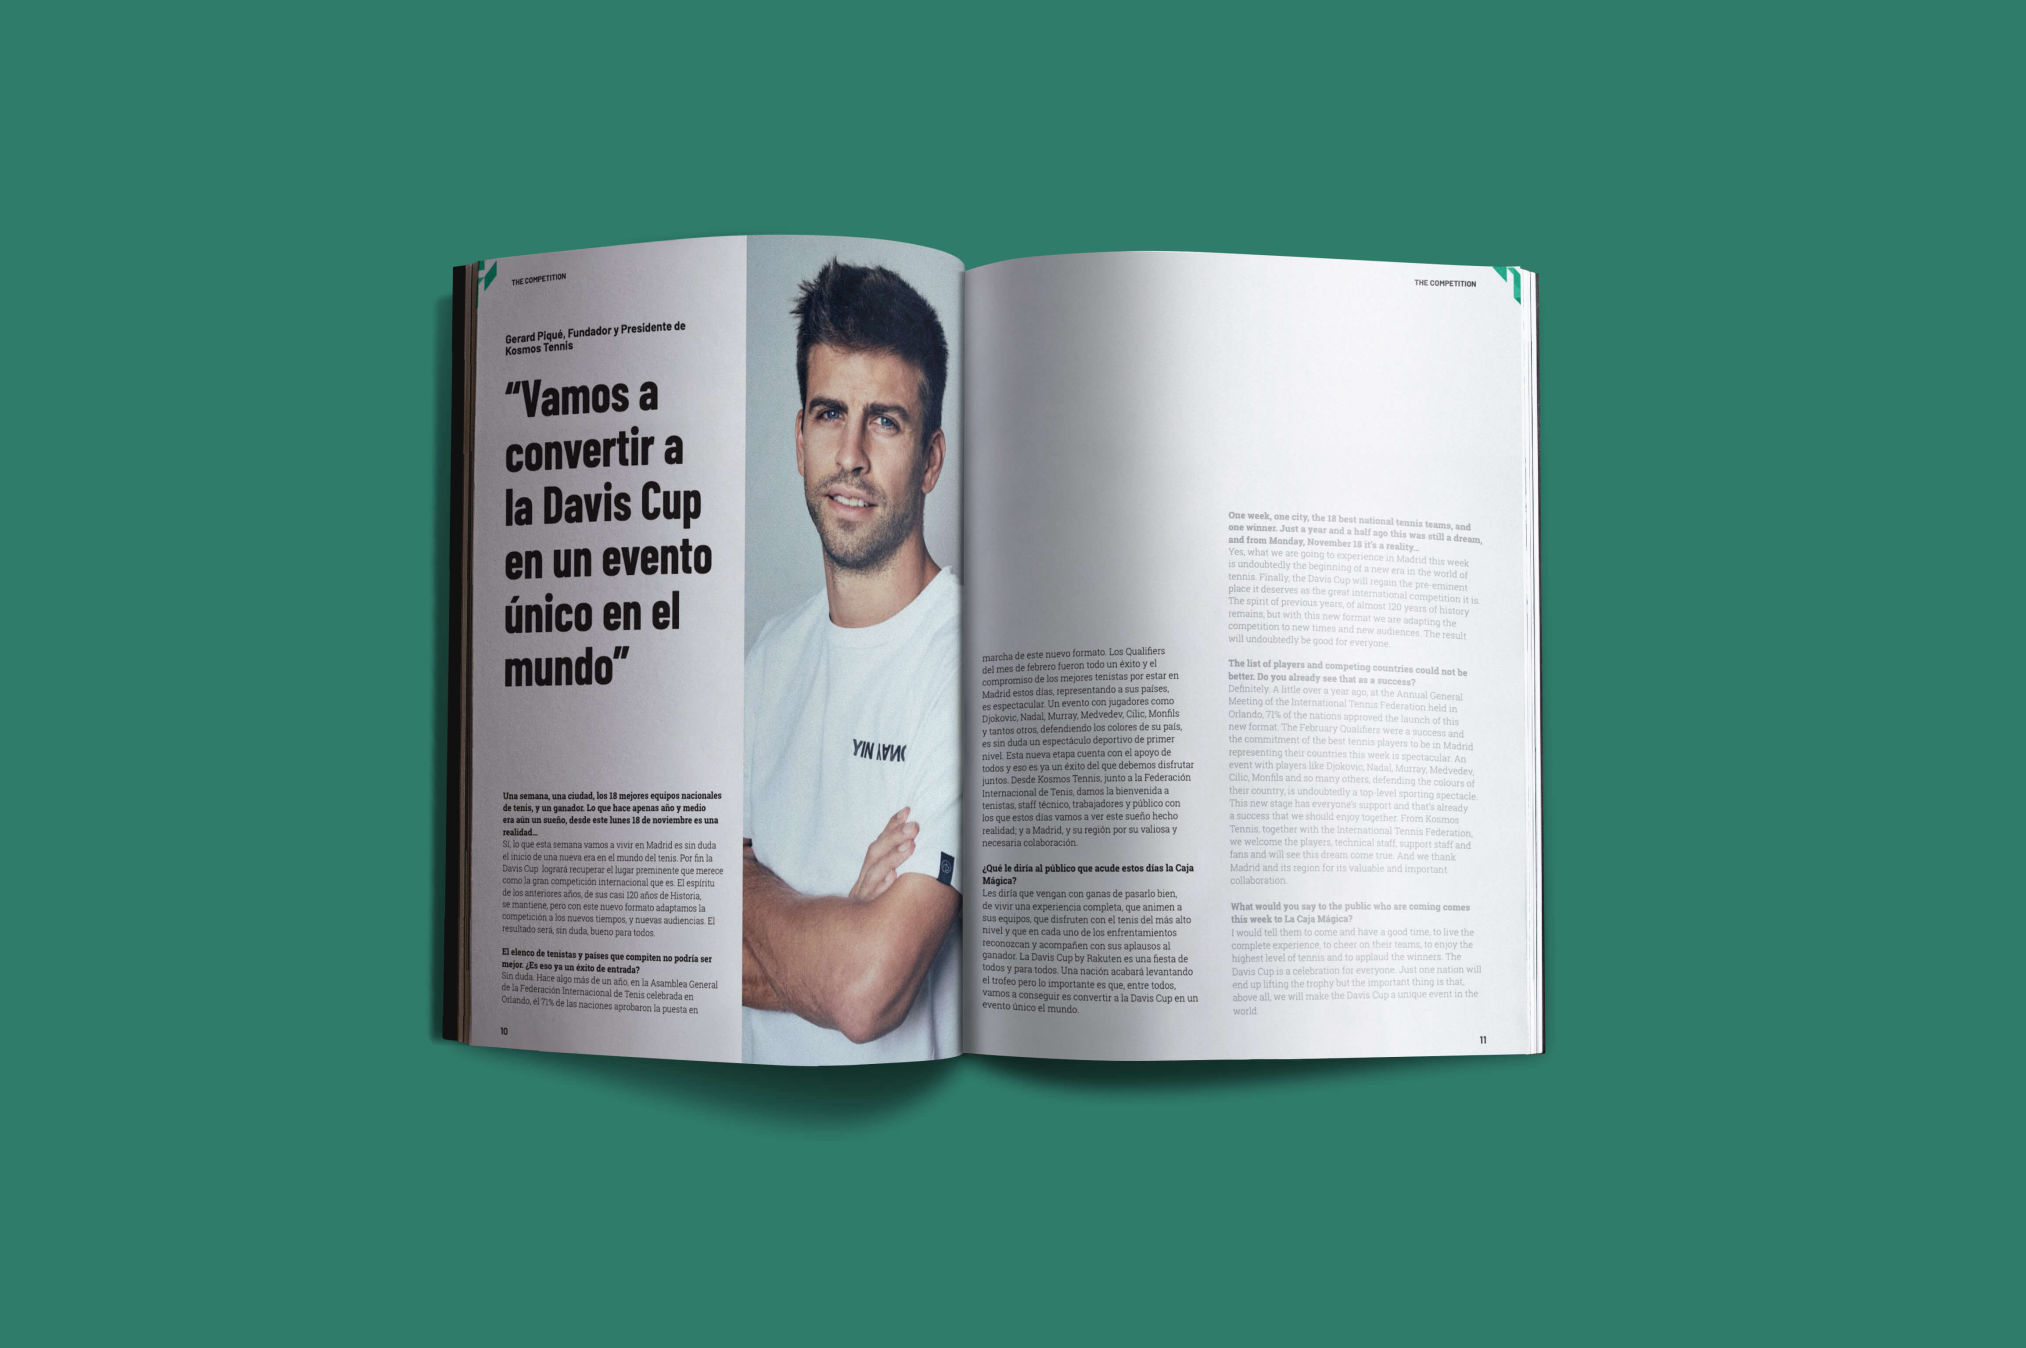 THE COMPETITION
Gerard Piqué, Fundador y Presidente de
Kosmos Tennis
“Vamos a
convertir a
la Davis Cup
en un evento
único en el
mundo”
Una semana, una ciudad, los 18 mejores equipos nacionales
de tenis, y un ganador. Lo que hace apenas año y medio
era aún un sueño, desde este lunes 18 de noviembre es una
realidad...
Sí, lo que esta semana vamos a vivir en Madrid es sin duda
el inicio de una nueva era en el mundo del tenis. Por fin la
Davis Cup logrará recuperar el lugar preminente que merece
como la gran competición internacional que es. El espíritu
de los anteriores años, de sus casi 120 años de Historia,
se mantiene, pero con este nuevo formato adaptamos la
competición a los nuevos tiempos, y nuevas audiencias. El
resultado será, sin duda, bueno para todos.
El elenco de tenistas y países que compiten no podría ser
mejor. ¿Es eso ya un éxito de entrada?
Sin duda. Hace algo más de un año, en la Asamblea General
de la Federación Internacional de Tenis celebrada en
Orlando, el 71% de las naciones aprobaron la puesta en
10
THE COMPETITION
marcha de este nuevo formato. Los Qualifiers
del mes de febrero fueron todo un éxito y el
compromiso de los mejores tenistas por estar en
Madrid estos días, representando a sus países,
es espectacular. Un evento con jugadores como
Djokovic, Nadal, Murray, Medvedev, Cilic, Monfils
y tantos otros, defendiendo los colores de su país,
es sin duda un espectáculo deportivo de primer
nivel. Esta nueva etapa cuenta con el apoyo de
todos y eso es ya un éxito del que debemos disfrutar
juntos. Desde Kosmos Tennis, junto a la Federación
Internacional de Tenis, damos la bienvenida a
tenistas, staff técnico, trabajadores y público con
los que estos días vamos a ver este sueño hecho
realidad; y a Madrid, y su región por su valiosa y
necesaria colaboración.
¿Qué le diría al público que acude estos días la Caja
Mágica?
Les diría que vengan con ganas de pasarlo bien,
de vivir una experiencia completa, que animen a
sus equipos, que disfruten con el tenis del más alto
nivel y que en cada uno de los enfrentamientos
reconozcan y acompañen con sus aplausos al
ganador. La Davis Cup by Rakuten es una fiesta de
todos y para todos. Una nación acabará levantando
el trofeo pero lo importante es que, entre todos,
vamos a conseguir es convertir a la Davis Cup en un
evento único el mundo.
One week, one city, the 18 best national tennis teams, and
one winner. Just a year and a half ago this was still a dream,
and from Monday, November 18 it's a reality...
Yes, what we are going to experience in Madrid this week
is undoubtedly the beginning of a new era in the world of
tennis. Finally, the Davis Cup will regain the pre-eminent
place it deserves as the great international competition it is.
The spirit of previous years, of almost 120 years of history
remains, but with this new format we are adapting the
competition to new times and new audiences. The result
will undoubtedly be good for everyone.
The list of players and competing countries could not be
better. Do you already see that as a success?
Definitely. A little over a year ago, at the Annual General
Meeting of the International Tennis Federation held in
Orlando, 71% of the nations approved the launch of this
new format. The February Qualifiers were a success and
the commitment of the best tennis players to be in Madrid
representing their countries this week is spectacular. An
event with players like Djokovic, Nadal, Murray, Medvedev,
Cilic, Monfils and so many others, defending the colours of
their country, is undoubtedly a top-level sporting spectacle.
This new stage has everyone's support and that's already
a success that we should enjoy together. From Kosmos
Tennis, together with the International Tennis Federation,
we welcome the players, technical staff, support staff and
fans and will see this dream come true. And we thank
Madrid and its region for its valuable and important
collaboration.
What would you say to the public who are coming comes
this week to La Caja Mágica?
I would tell them to come and have a good time, to live the
complete experience, to cheer on their teams, to enjoy the
highest level of tennis and to applaud the winners. The
Davis Cup is a celebration for everyone. Just one nation will
end up lifting the trophy but the important thing is that,
above all, we will make the Davis Cup a unique event in the
world.
11